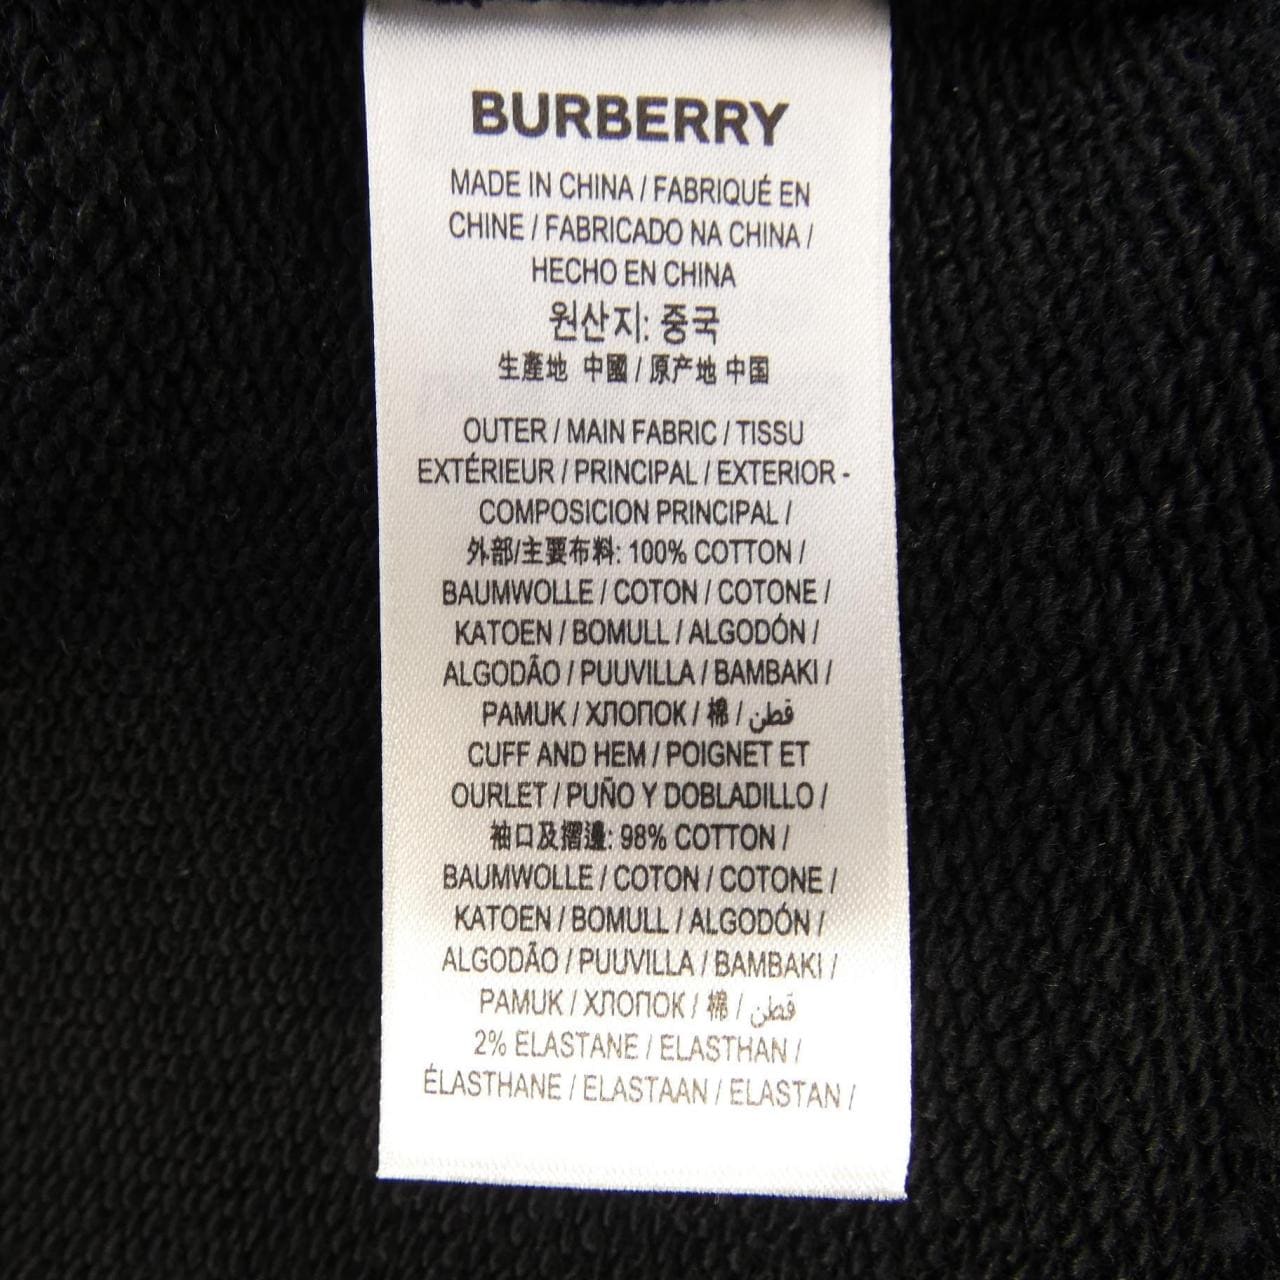 BURBERRY
MADE IN CHINA / FABRIQUÉ EN
CHINE / FABRICADO NA CHINA /
HECHO EN CHINA
원산지: 중국
生產地 中國 / 原产地 中国
OUTER / MAIN FABRIC / TISSU
EXTÉRIEUR / PRINCIPAL / EXTERIOR -
COMPOSICION PRINCIPAL /
外部/主要布料: 100% COTTON /
BAUMWOLLE / COTON / COTONE /
KATOEN / BOMULL / ALGODÓN /
ALGODÃO / PUUVILLA / BAMBAKI /
PAMUK / ХЛОПОК / 棉 / قطن
CUFF AND HEM / POIGNET ET
OURLET / PUÑO Y DOBLADILLO /
袖口及摺邊: 98% COTTON /
BAUMWOLLE / COTON / COTONE /
KATOEN / BOMULL / ALGODÓN /
ALGODÃO / PUUVILLA / BAMBAKI /
PAMUK / ХЛОПОК / 棉 / قطن
2% ELASTANE / ELASTHAN /
ÉLASTHANE / ELASTAAN / ELASTAN /